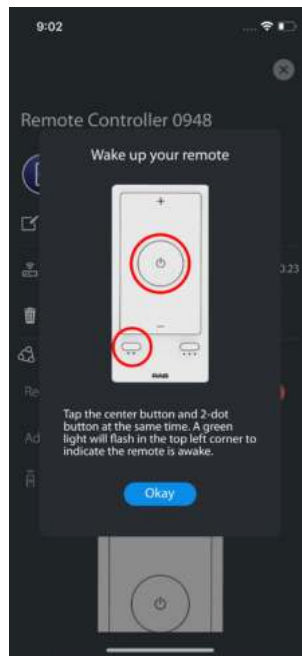 9:02
Remote Controller 0948
Wake up your remote
RAB
Tap the center button and 2-dot
button at the same time. A green
light will flash in the top left corner to
indicate the remote is awake.
Okay